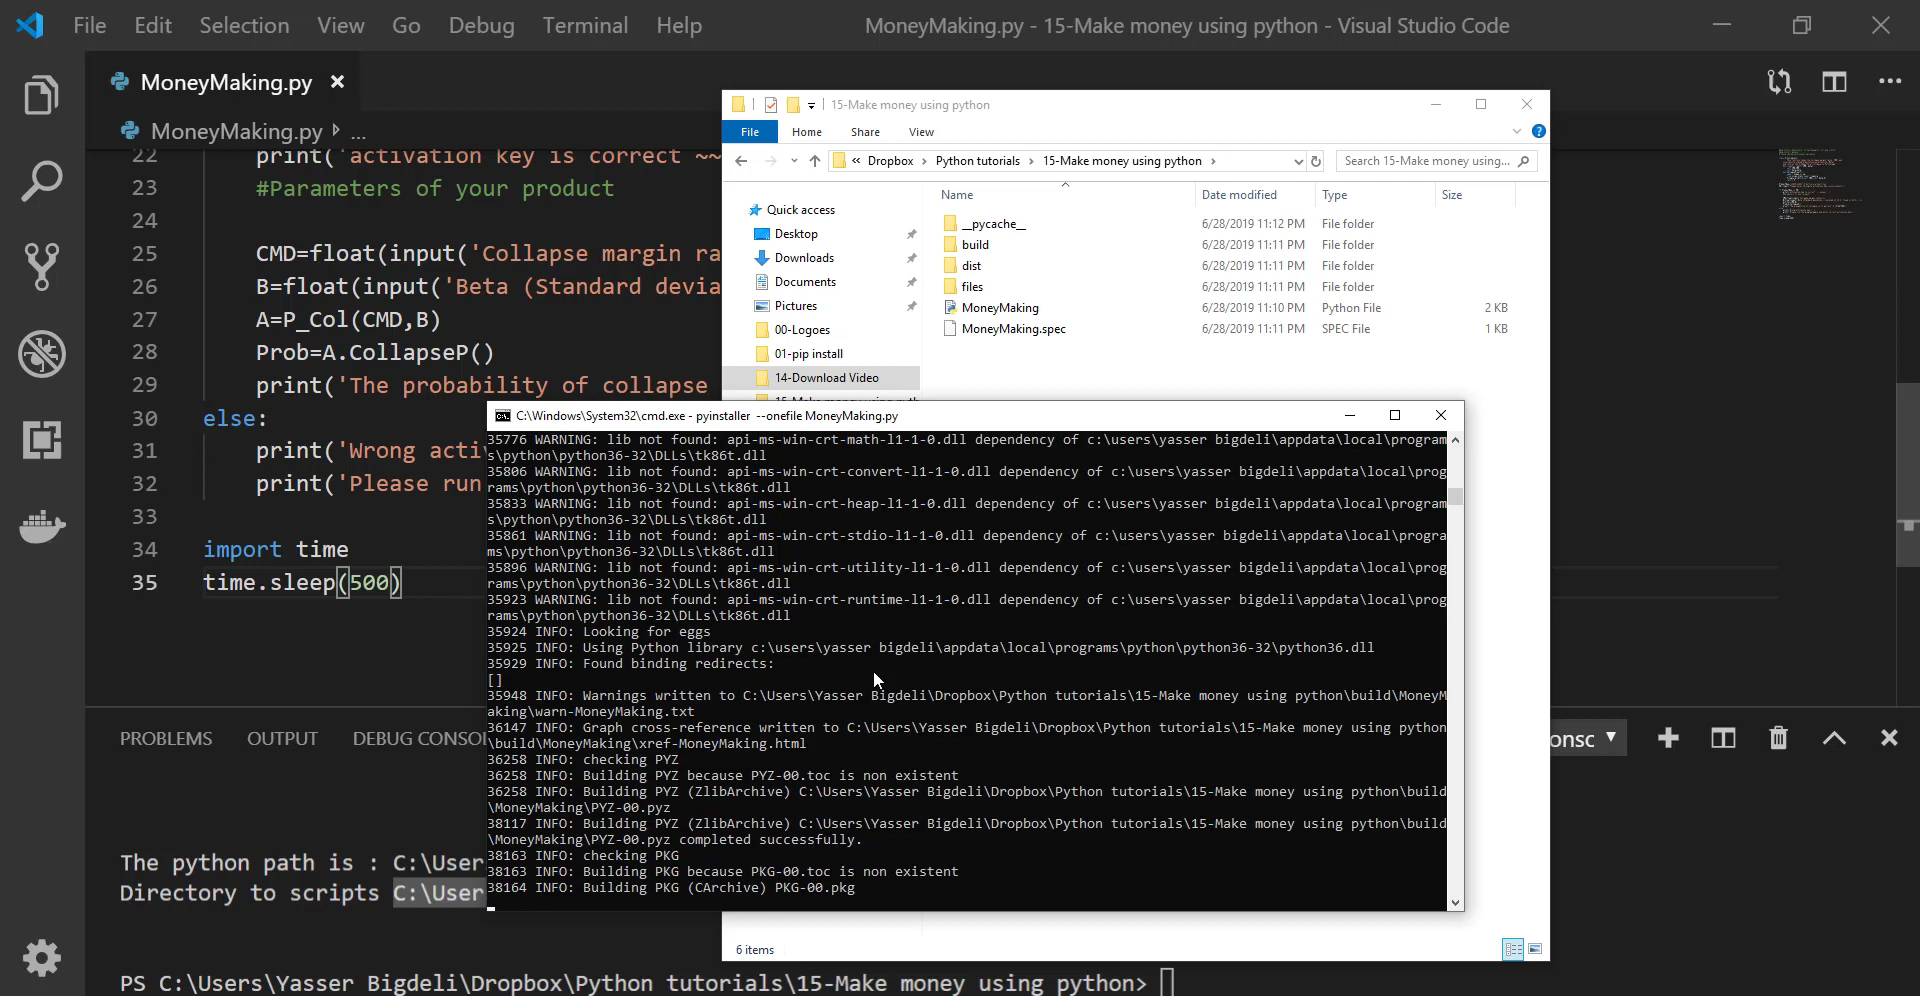 File Edit Selection View Go Debug Terminal Help
MoneyMaking.py - 15-Make money using python - Visual Studio Code
MoneyMaking.py
MoneyMaking.py ...
22 print('activation key is correct ~~
23 #Parameters of your product
24
25 CMD=float(input('Collapse margin ra
26 B=float(input('Beta (Standard devia
27 A=P_Col(CMD,B)
28 Prob=A.CollapseP()
29 print('The probability of collapse
30 else:
31 print('Wrong acti
32 print('Please run
33
34 import time
35 time.sleep(500)
PROBLEMS OUTPUT DEBUG CONSOL
onsc
The python path is : C:\User
Directory to scripts C:\User
PS C:\Users\Yasser Bigdeli\Dropbox\Python tutorials\15-Make money using python>
15-Make money using python
File Home Share View
« Dropbox Python tutorials 15-Make money using python
Search 15-Make money using...
Quick access
Desktop
Downloads
Documents
Pictures
00-Logoes
01-pip install
14-Download Video
Name Date modified Type Size
__pycache__ 6/28/2019 11:12 PM File folder
build 6/28/2019 11:11 PM File folder
dist 6/28/2019 11:11 PM File folder
files 6/28/2019 11:11 PM File folder
MoneyMaking 6/28/2019 11:10 PM Python File 2 KB
MoneyMaking.spec 6/28/2019 11:11 PM SPEC File 1 KB
6 items
C:\Windows\System32\cmd.exe - pyinstaller --onefile MoneyMaking.py
35776 WARNING: lib not found: api-ms-win-crt-math-l1-1-0.dll dependency of c:\users\yasser bigdeli\appdata\local\program
s\python\python36-32\DLLs\tk86t.dll
35806 WARNING: lib not found: api-ms-win-crt-convert-l1-1-0.dll dependency of c:\users\yasser bigdeli\appdata\local\prog
rams\python\python36-32\DLLs\tk86t.dll
35833 WARNING: lib not found: api-ms-win-crt-heap-l1-1-0.dll dependency of c:\users\yasser bigdeli\appdata\local\program
s\python\python36-32\DLLs\tk86t.dll
35861 WARNING: lib not found: api-ms-win-crt-stdio-l1-1-0.dll dependency of c:\users\yasser bigdeli\appdata\local\progra
ms\python\python36-32\DLLs\tk86t.dll
35896 WARNING: lib not found: api-ms-win-crt-utility-l1-1-0.dll dependency of c:\users\yasser bigdeli\appdata\local\prog
rams\python\python36-32\DLLs\tk86t.dll
35923 WARNING: lib not found: api-ms-win-crt-runtime-l1-1-0.dll dependency of c:\users\yasser bigdeli\appdata\local\prog
rams\python\python36-32\DLLs\tk86t.dll
35924 INFO: Looking for eggs
35925 INFO: Using Python library c:\users\yasser bigdeli\appdata\local\programs\python\python36-32\python36.dll
35929 INFO: Found binding redirects:
[]
35948 INFO: Warnings written to C:\Users\Yasser Bigdeli\Dropbox\Python tutorials\15-Make money using python\build\MoneyM
aking\warn-MoneyMaking.txt
36147 INFO: Graph cross-reference written to C:\Users\Yasser Bigdeli\Dropbox\Python tutorials\15-Make money using python
\build\MoneyMaking\xref-MoneyMaking.html
36258 INFO: checking PYZ
36258 INFO: Building PYZ because PYZ-00.toc is non existent
36258 INFO: Building PYZ (ZlibArchive) C:\Users\Yasser Bigdeli\Dropbox\Python tutorials\15-Make money using python\build
\MoneyMaking\PYZ-00.pyz
38117 INFO: Building PYZ (ZlibArchive) C:\Users\Yasser Bigdeli\Dropbox\Python tutorials\15-Make money using python\build
\MoneyMaking\PYZ-00.pyz completed successfully.
38163 INFO: checking PKG
38163 INFO: Building PKG because PKG-00.toc is non existent
38164 INFO: Building PKG (CArchive) PKG-00.pkg